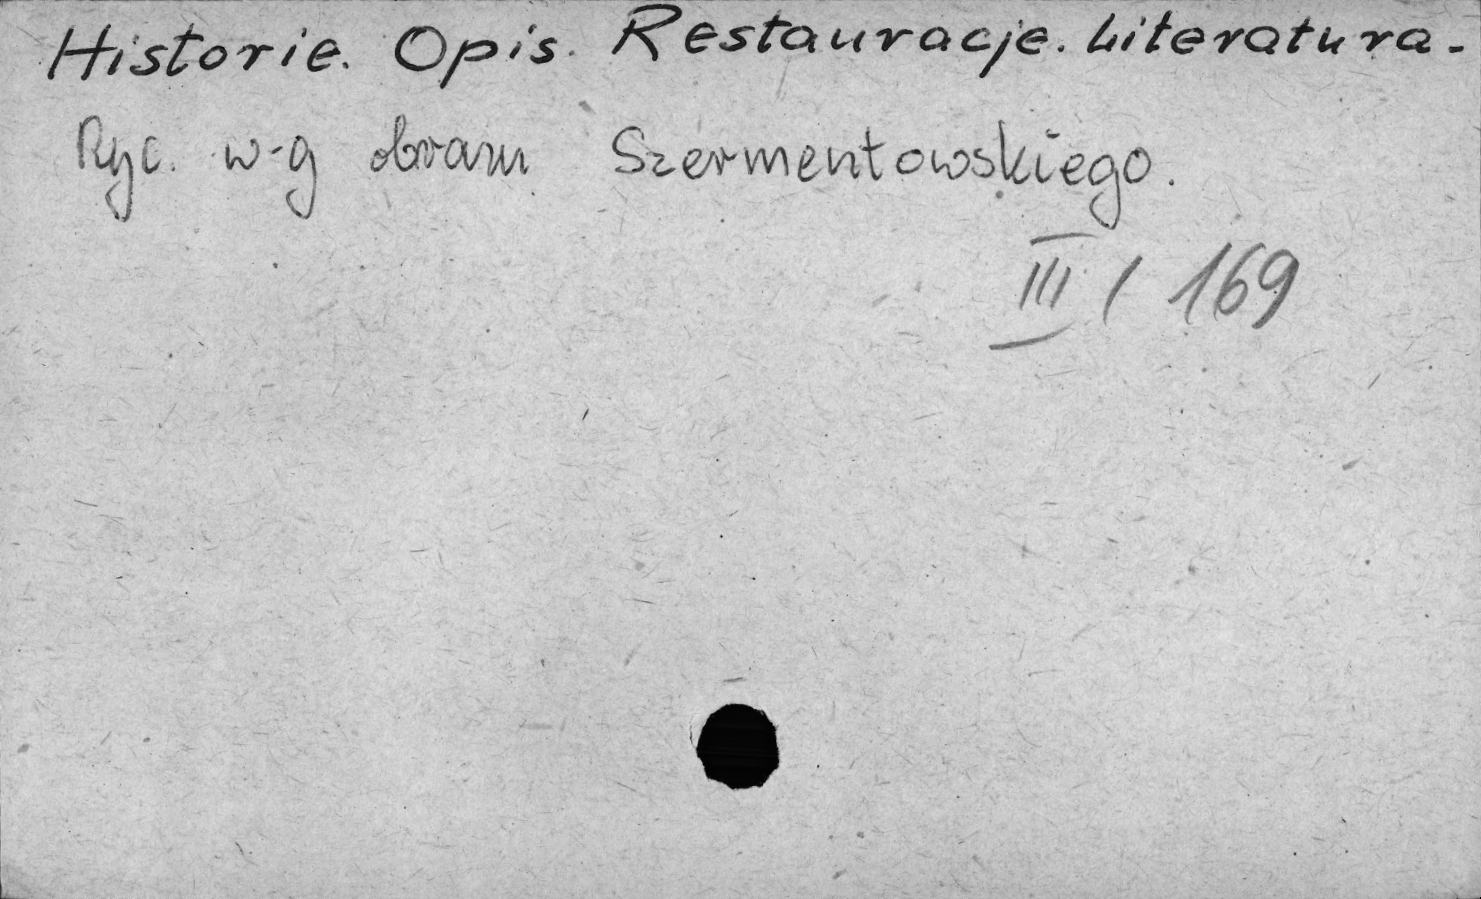 Historie. Opis. Restauracje. Literatura.
Ryc. w-g obrazu Szermentowskiego.
III / 169